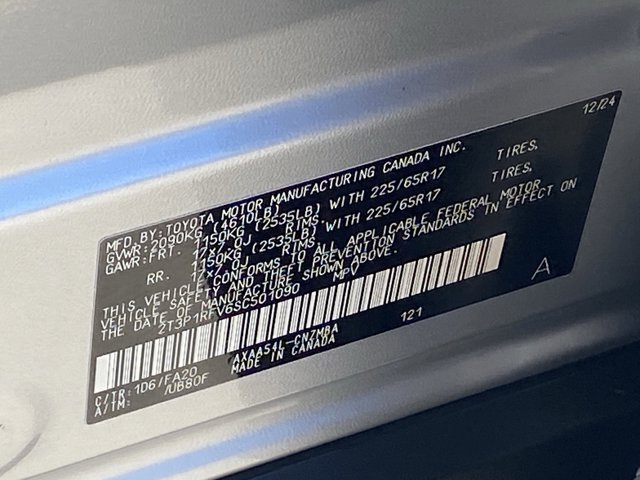 12/24
MFD.BY:TOYOTA MOTOR MANUFACTURING CANADA INC.
GVWR:2090KG (4610LB)
GAWR:FRT. 1150KG (2535LB) WITH 225/65R17 TIRES,
17X7.0J, RIMS,
RR. 1150KG (2535LB) WITH 225/65R17 TIRES,
17X7.0J, RIMS,
THIS VEHICLE CONFORMS TO ALL APPLICABLE FEDERAL MOTOR
VEHICLE SAFETY AND THEFT PREVENTION STANDARDS IN EFFECT ON
THE DATE OF MANUFACTURE SHOWN ABOVE.
2T3P1RFV6SC501090 MPV
A
C/TR:1D6/FA20 AXAA54L-CNZMBA 121
A/TM: /UB80F MADE IN CANADA